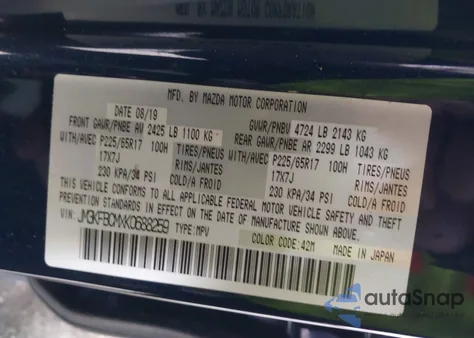 MFD. BY MAZDA MOTOR CORPORATION
DATE 08/19
GVWR/PNBV 4724 LB 2143 KG
FRONT GAWR/PNBE AV 2425 LB 1100 KG
REAR GAWR/PNBE AR 2299 LB 1043 KG
WITH/AVEC P225/65R17 100H TIRES/PNEUS
WITH/AVEC P225/65R17 100H TIRES/PNEUS
17X7J RIMS/JANTES
17X7J RIMS/JANTES
230 KPA/34 PSI COLD/A FROID
230 KPA/34 PSI COLD/A FROID
THIS VEHICLE CONFORMS TO ALL APPLICABLE FEDERAL MOTOR VEHICLE SAFETY AND THEFT
PREVENTION STANDARDS IN EFFECT ON THE DATE OF MANUFACTURE SHOWN ABOVE.
VIN: JM3KFBCMXK0688259 TYPE:MPV
COLOR CODE:42M MADE IN JAPAN
autoSnap